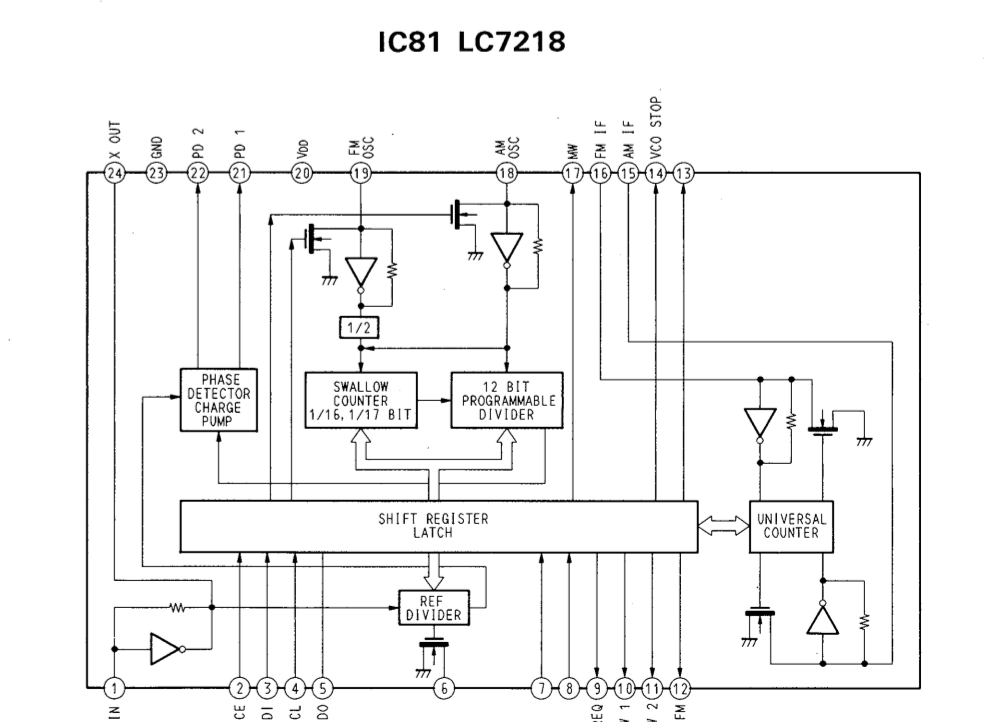 IC81 LC7218
X OUT
GND
PD 2
PD 1
VDD
FM
OSC
AM
OSC
MW
FM IF
AM IF
VCO STOP
24
23
22
21
20
19
18
17
16
15
14
13
1/2
PHASE
DETECTOR
CHARGE
PUMP
SWALLOW
COUNTER
1/16, 1/17 BIT
12 BIT
PROGRAMMABLE
DIVIDER
SHIFT REGISTER
LATCH
UNIVERSAL
COUNTER
REF
DIVIDER
1
2
3
4
5
6
7
8
9
10
11
12
IN
CE
DI
CL
DO
REQ
1
2
FM